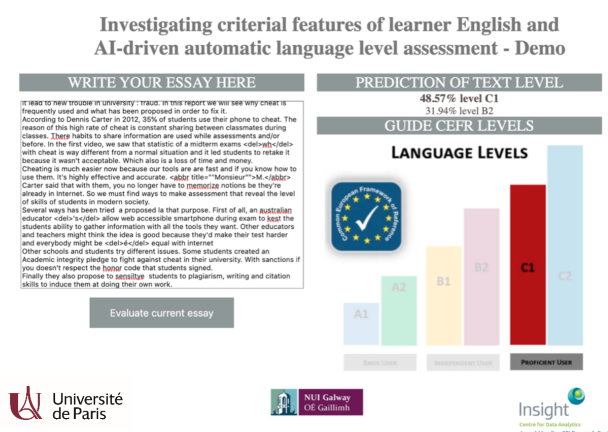 Investigating criterial features of learner English and
AI-driven automatic language level assessment - Demo
WRITE YOUR ESSAY HERE
It lead to new trouble in university : fraud. In this report we will see why cheat is
frequently used and what has been proposed in order to fix it.
According to Dennis Carter in 2012, 35% of students use their phone to cheat. The
reason of this high rate of cheat is constant sharing between classmates during
classes. There habits to share information are used while assessments and/or
before. In the first video, we saw that statistic of a midterm exams <del>wh</del>
with cheat is way different from a normal situation and it led students to retake it
because it wasn't acceptable. Which also is a loss of time and money.
Cheating is much easier now because our tools are are fast and if you know how to
use them. It's highly effective and accurate. <abbr title=""Monsieur"">M.</abbr>
Carter said that with them, you no longer have to memorize notions be they're
already in Internet. So we must find ways to make assessment that reveal the level
of skills of students in modern society.
Several ways has been tried a proposed la that purpose. First of all, an australian
educator <del>'s</del> allow web accessible smartphone during exam to kest the
students ability to gather information with all the tools they want. Other educators
and teachers might think the idea is good because they'd make their test harder
and everybody might be <del>é</del> equal with internet
Other schools and students try different issues. Some students created an
Academic integrity pledge to fight against cheat in their university. With sanctions if
you doesn't respect the honor code that students signed.
Finally they also propose to sensiltye students to plagiarism, writing and citation
skills to induce them at doing their own work.
Evaluate current essay
PREDICTION OF TEXT LEVEL
48.57% level C1
31.94% level B2
GUIDE CEFR LEVELS
LANGUAGE LEVELS
Common European Framework of Reference
A1
A2
B1
B2
C1
C2
BASIC USER
INDEPENDENT USER
PROFICIENT USER
Université
de Paris
NUI Galway
OÉ Gaillimh
Insight
Centre for Data Analytics